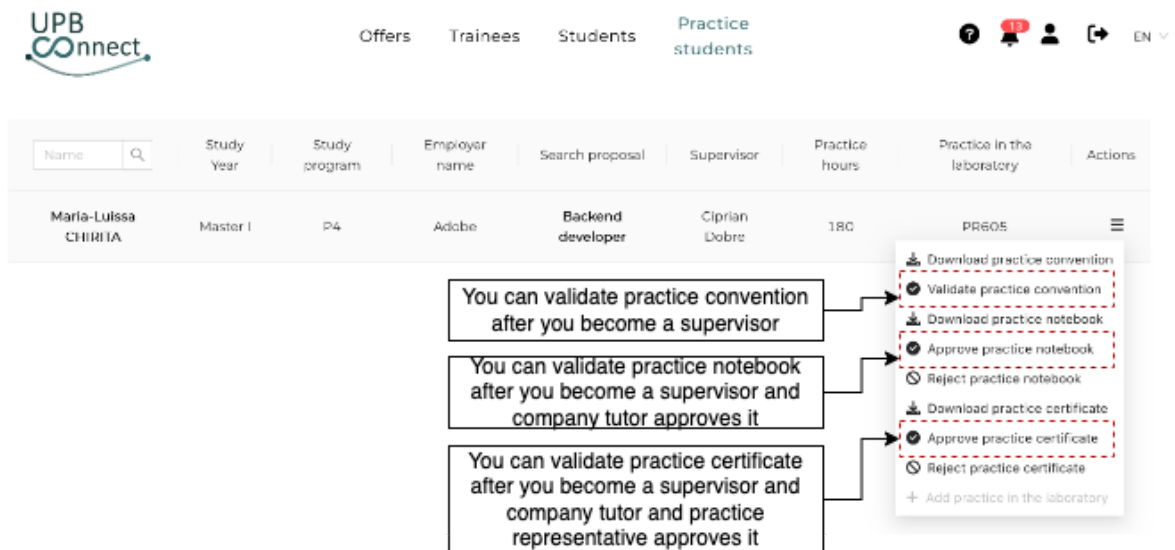 UPB
COnnect
Offers Trainees Students Practice
students
13
EN
Name
Study
Year
Study
program
Employer
name
Search proposal
Supervisor
Practice
hours
Practice in the
laboratory
Actions
Maria-Luissa
CHIRITA
Master I
P4
Adobe
Backend
developer
Ciprian
Dobre
180
PR605
Download practice convention
Validate practice convention
Download practice notebook
Approve practice notebook
Reject practice notebook
Download practice certificate
Approve practice certificate
Reject practice certificate
Add practice in the laboratory
You can validate practice convention
after you become a supervisor
You can validate practice notebook
after you become a supervisor and
company tutor approves it
You can validate practice certificate
after you become a supervisor and
company tutor and practice
representative approves it